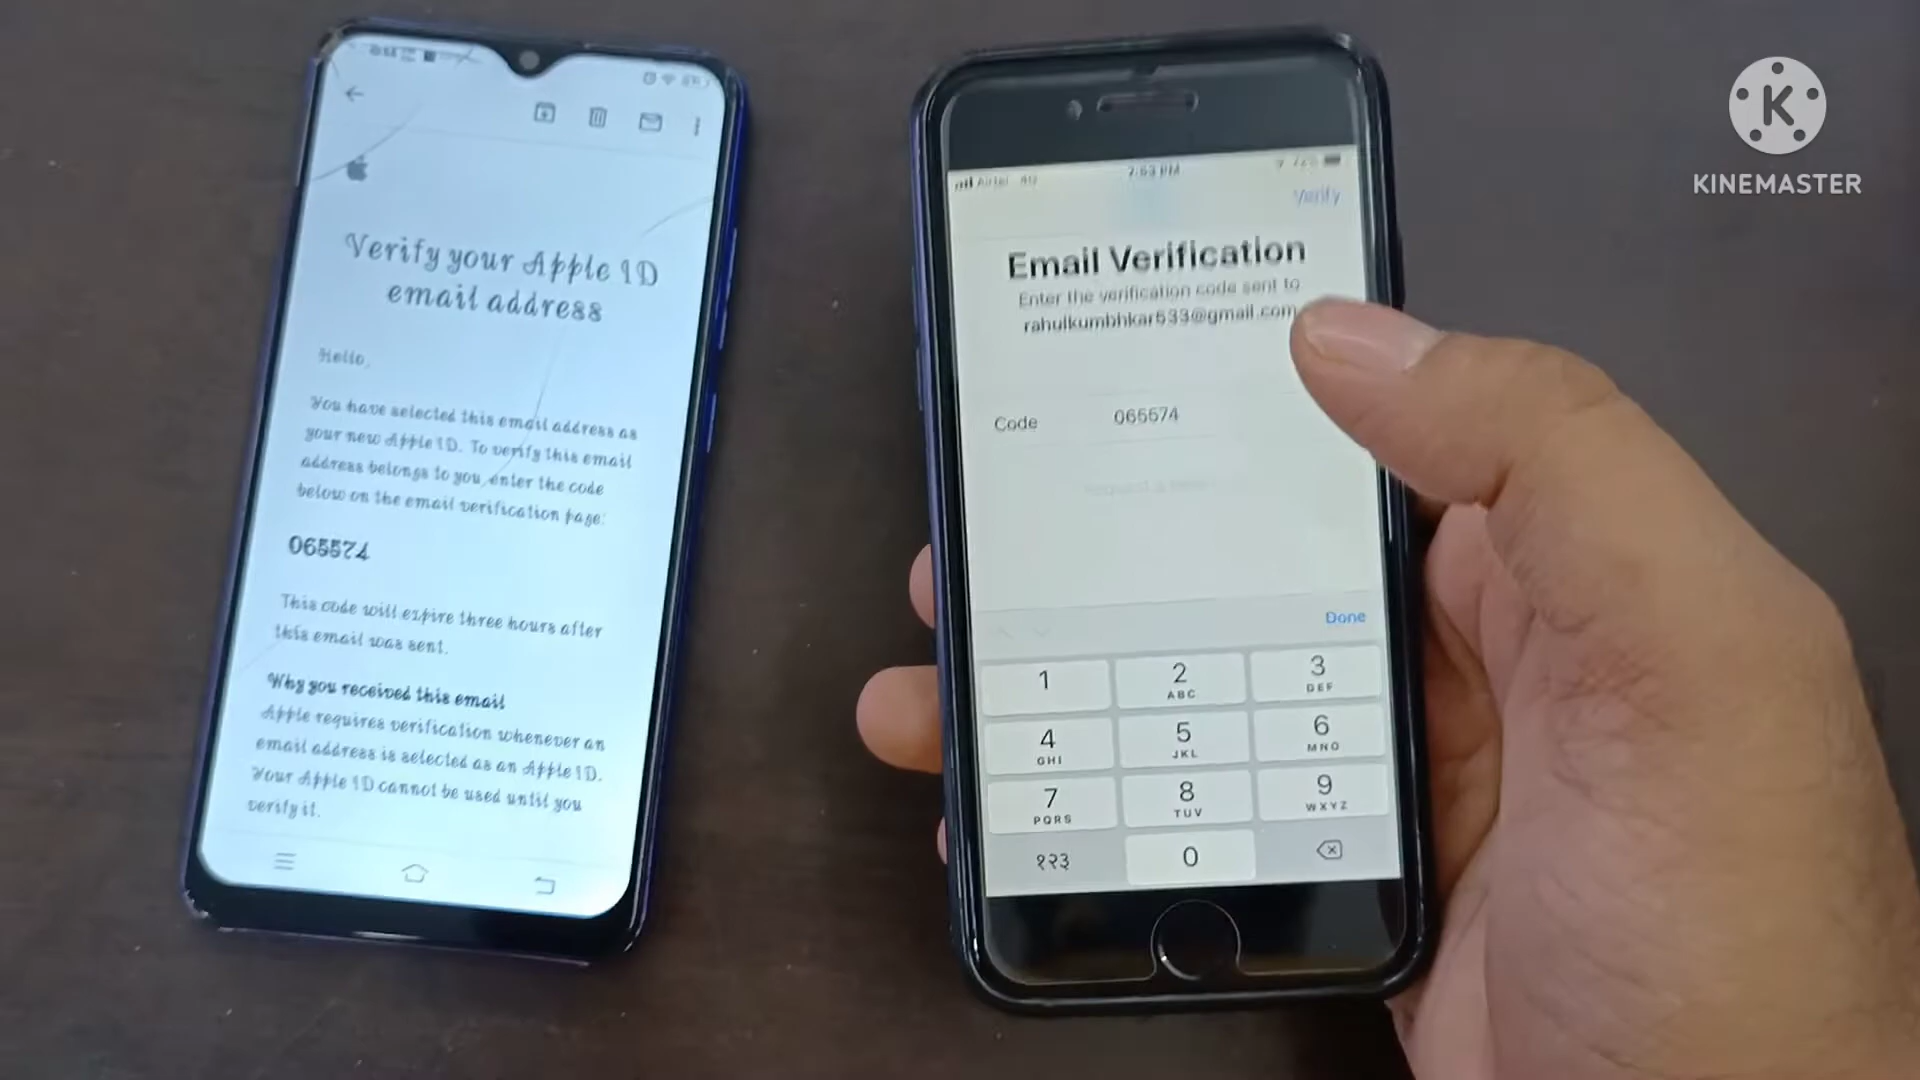 KINEMASTER
Verify your Apple ID
email address
Hello,
You have selected this email address as
your new Apple ID. To verify this email
address belongs to you, enter the code
below on the email verification page:
065574
This code will expire three hours after
this email was sent.
Why you received this email
Apple requires verification whenever an
email address is selected as an Apple ID.
Your Apple ID cannot be used until you
verify it.
Airtel 4G 7:53 PM
Verify
Email Verification
Enter the verification code sent to
rahulkumbhkar533@gmail.com
Code 065574
Done
1 2 ABC 3 DEF
4 GHI 5 JKL 6 MNO
7 PQRS 8 TUV 9 WXYZ
१२३ 0